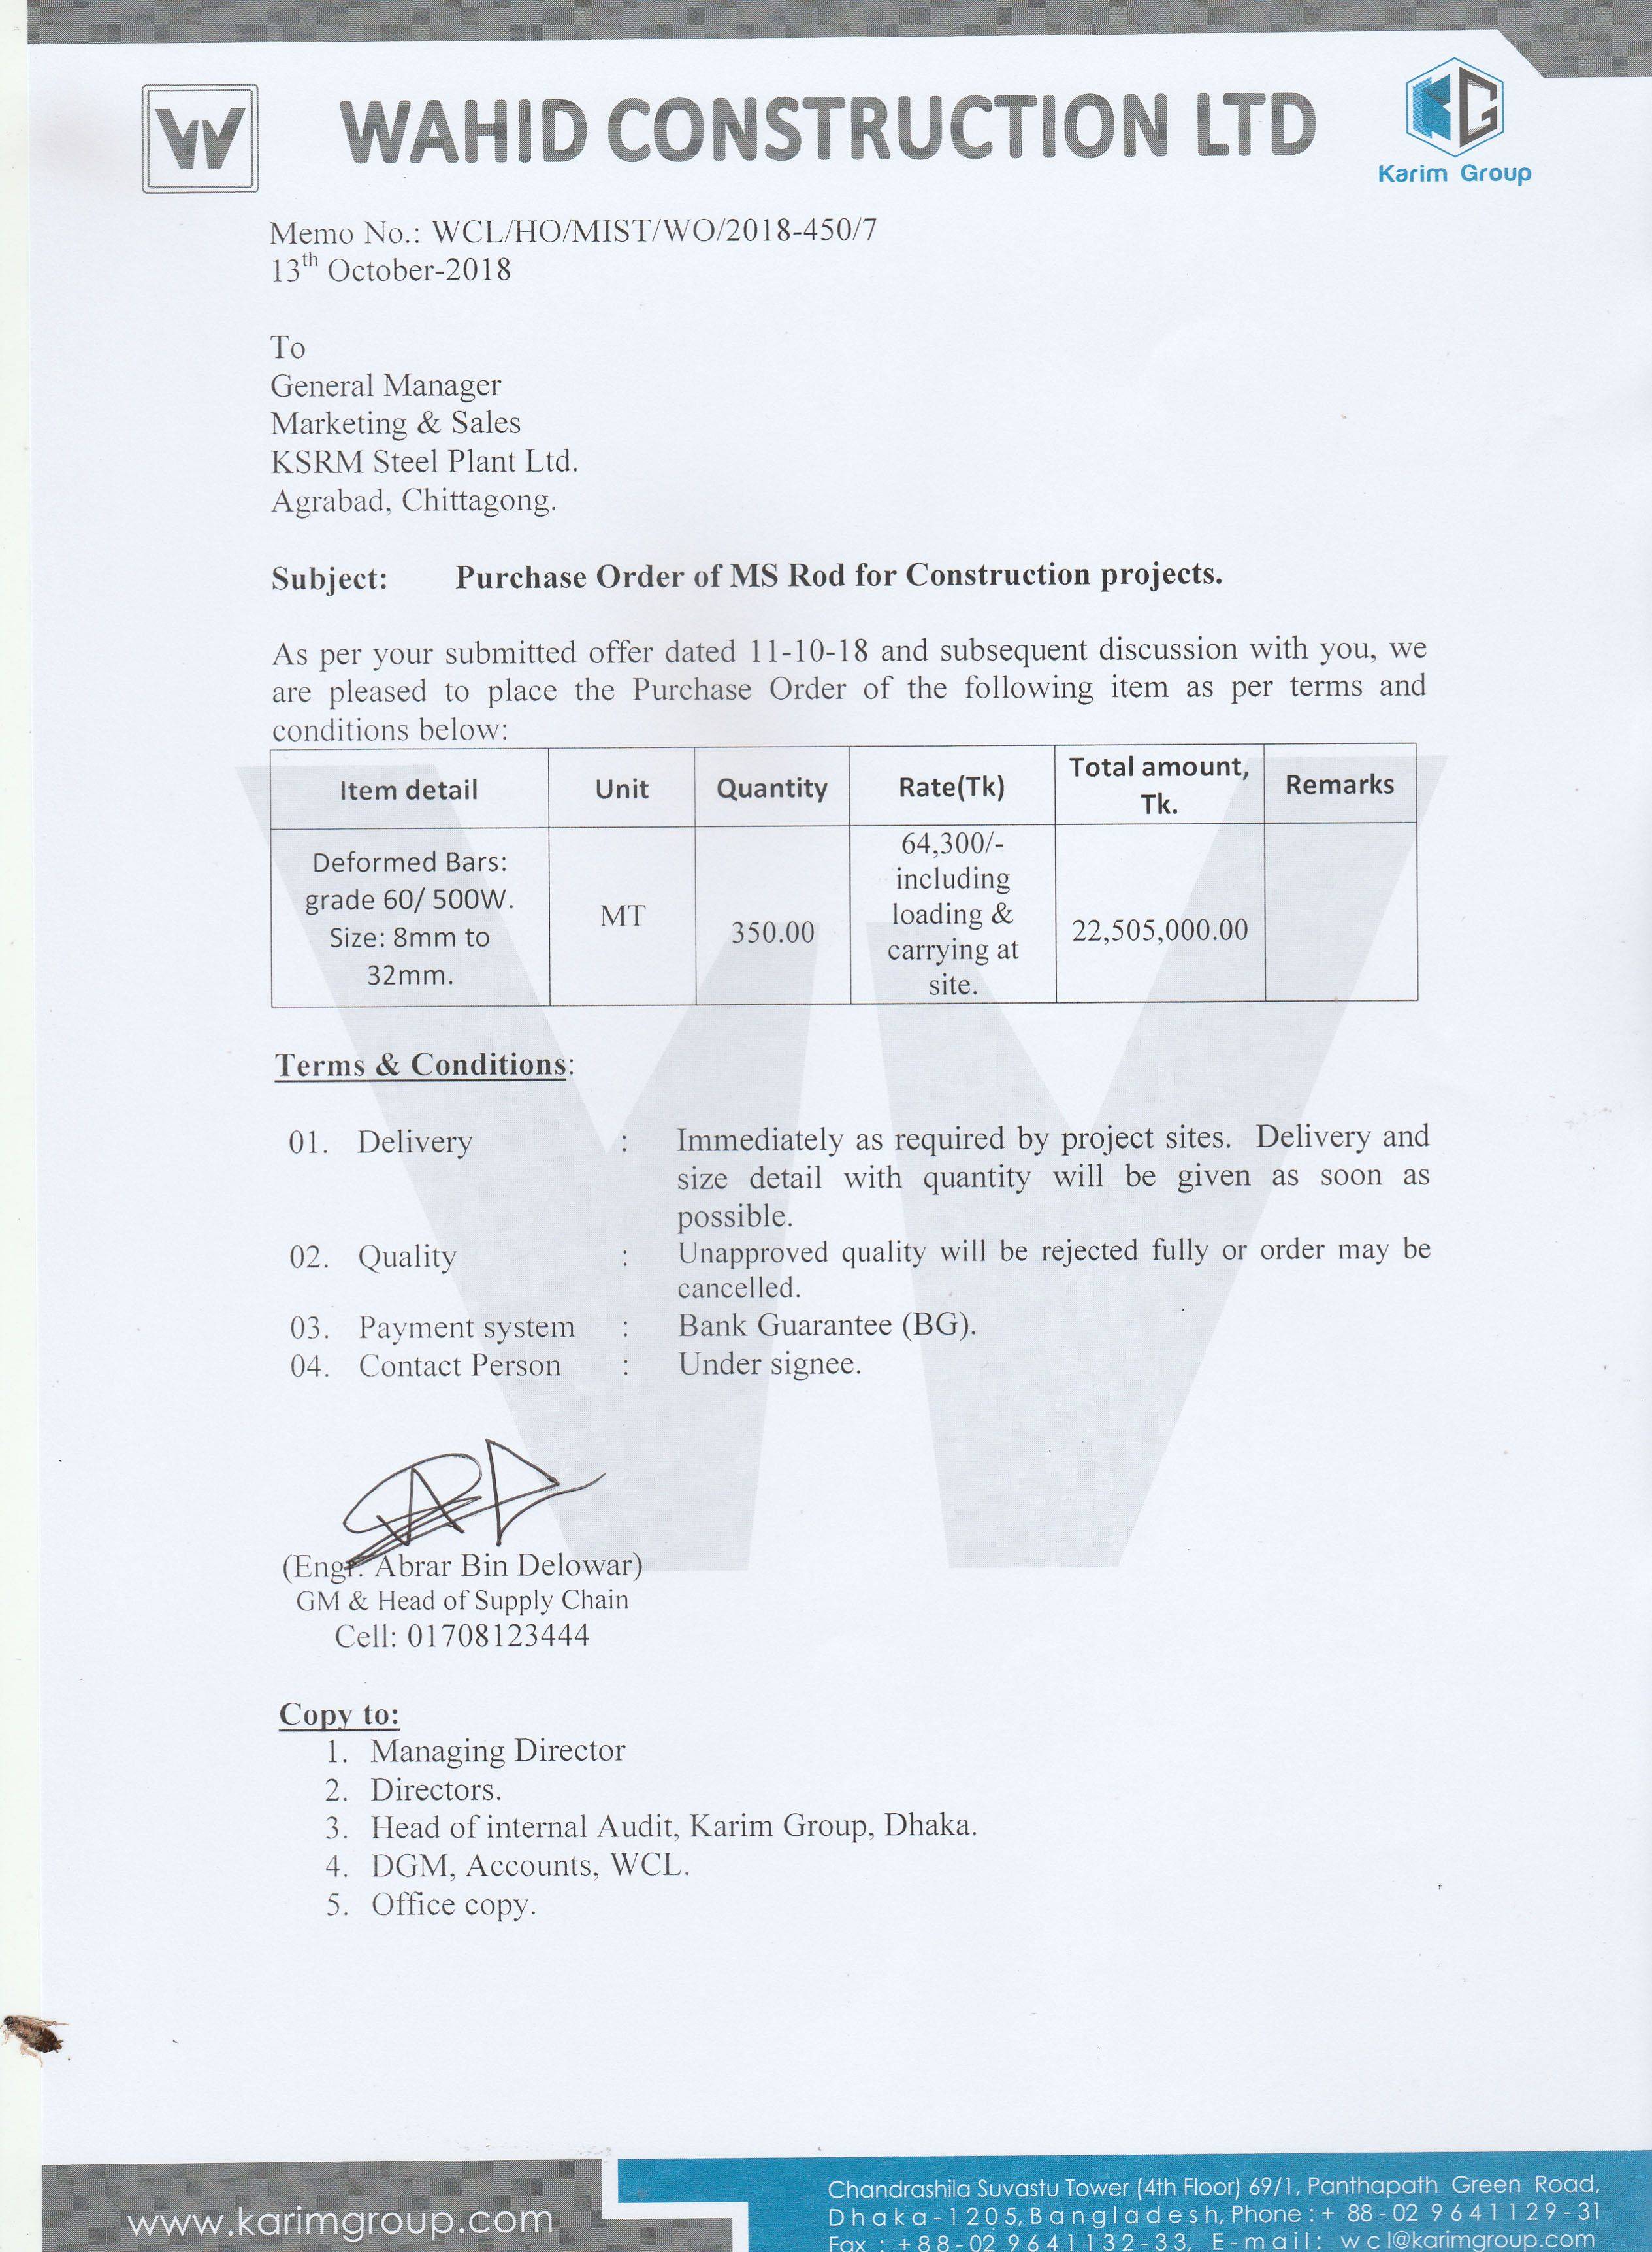 W WAHID CONSTRUCTION LTD
KG
Karim Group
Memo No.: WCL/HO/MIST/WO/2018-450/7
13th October-2018
To
General Manager
Marketing & Sales
KSRM Steel Plant Ltd.
Agrabad, Chittagong.
Subject: Purchase Order of MS Rod for Construction projects.
As per your submitted offer dated 11-10-18 and subsequent discussion with you, we
are pleased to place the Purchase Order of the following item as per terms and
conditions below:
Item detail Unit Quantity Rate(Tk) Total amount, Tk. Remarks
Deformed Bars:
grade 60/ 500W.
Size: 8mm to
32mm.
MT
350.00
64,300/-
including
loading &
carrying at
site.
22,505,000.00
Terms & Conditions:
01. Delivery : Immediately as required by project sites. Delivery and
size detail with quantity will be given as soon as
possible.
02. Quality : Unapproved quality will be rejected fully or order may be
cancelled.
03. Payment system : Bank Guarantee (BG).
04. Contact Person : Under signee.
(Engr. Abrar Bin Delowar)
GM & Head of Supply Chain
Cell: 01708123444
Copy to:
1. Managing Director
2. Directors.
3. Head of internal Audit, Karim Group, Dhaka.
4. DGM, Accounts, WCL.
5. Office copy.
www.karimgroup.com
Chandrashila Suvastu Tower (4th Floor) 69/1, Panthapath Green Road,
Dhaka-1205, Bangladesh, Phone : + 88-02 9641129-31
Fax : +88-02 9641132-33, E-mail: wcl@karimgroup.com